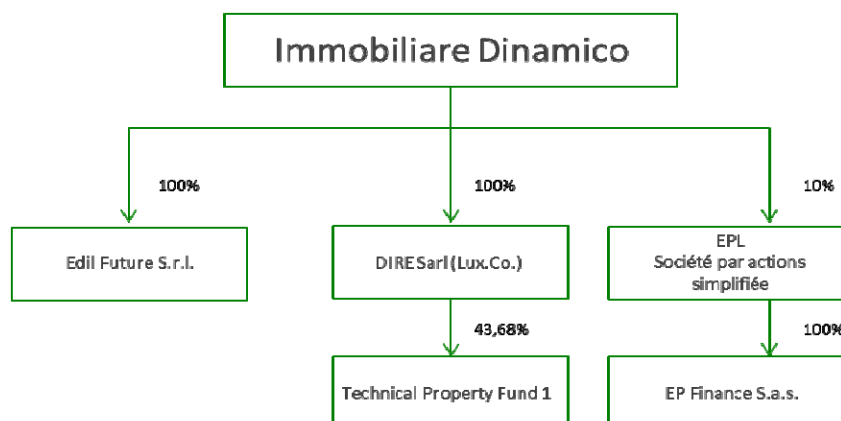 Immobiliare Dinamico
100%
100%
10%
Edil Future S.r.l.
DIRE Sarl (Lux.Co.)
EPL
Société par actions
simplifiée
43,68%
100%
Technical Property Fund 1
EP Finance S.a.s.